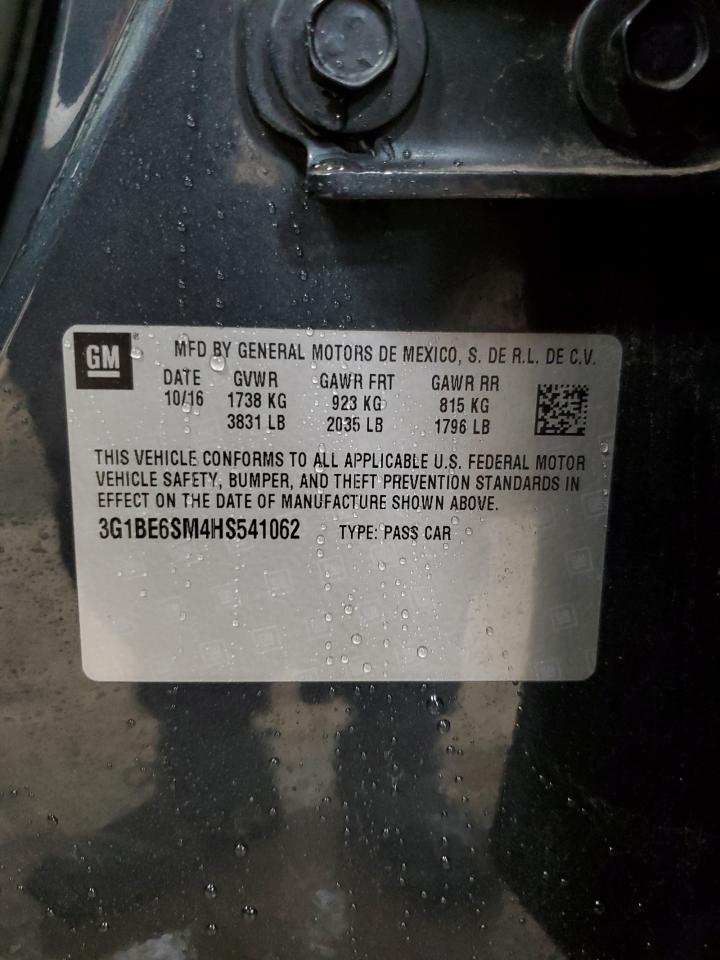 GM
MFD BY GENERAL MOTORS DE MEXICO, S. DE R.L. DE C.V.
DATE GVWR GAWR FRT GAWR RR
10/16 1738 KG 923 KG 815 KG
3831 LB 2035 LB 1796 LB
THIS VEHICLE CONFORMS TO ALL APPLICABLE U.S. FEDERAL MOTOR
VEHICLE SAFETY, BUMPER, AND THEFT PREVENTION STANDARDS IN
EFFECT ON THE DATE OF MANUFACTURE SHOWN ABOVE.
3G1BE6SM4HS541062 TYPE: PASS CAR